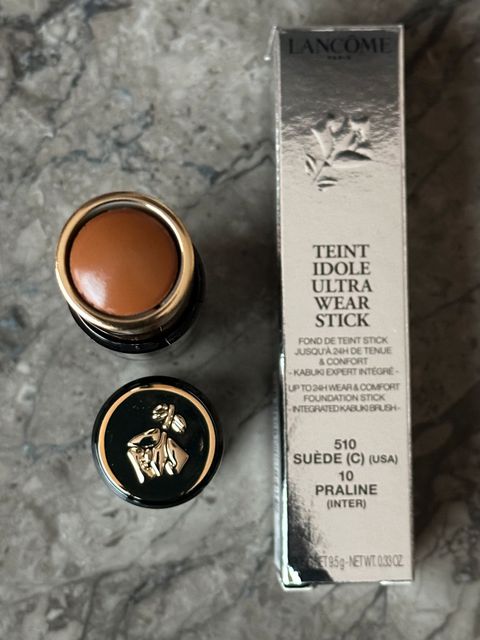 LANCÔME
PARIS
TEINT
IDOLE
ULTRA
WEAR
STICK
FOND DE TEINT STICK
JUSQU'À 24H DE TENUE
& CONFORT
- KABUKI EXPERT INTÉGRÉ -
UP TO 24H WEAR & COMFORT
FOUNDATION STICK
- INTEGRATED KABUKI BRUSH -
510
SUÈDE (C) (USA)
10
PRALINE
(INTER)
NET 9.5g - NET WT. 0.33 OZ.